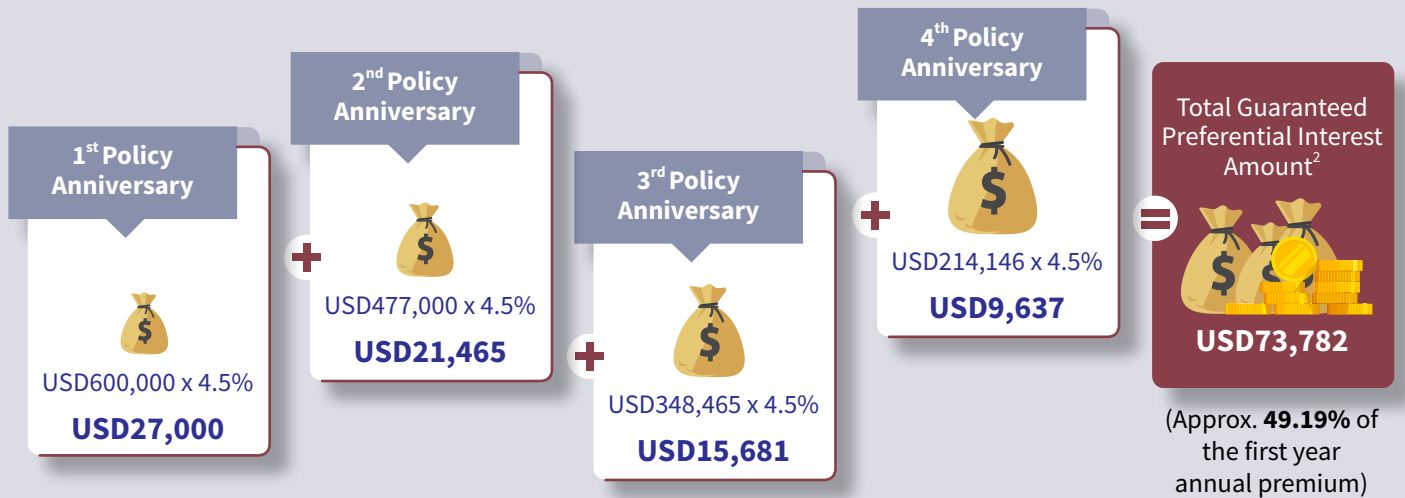 1st Policy
Anniversary
$
USD600,000 x 4.5%
USD27,000
+
2nd Policy
Anniversary
$
USD477,000 x 4.5%
USD21,465
+
3rd Policy
Anniversary
$
USD348,465 x 4.5%
USD15,681
+
4th Policy
Anniversary
$
USD214,146 x 4.5%
USD9,637
=
Total Guaranteed
Preferential Interest
Amount2
$ $ $
USD73,782
(Approx. 49.19% of
the first year
annual premium)